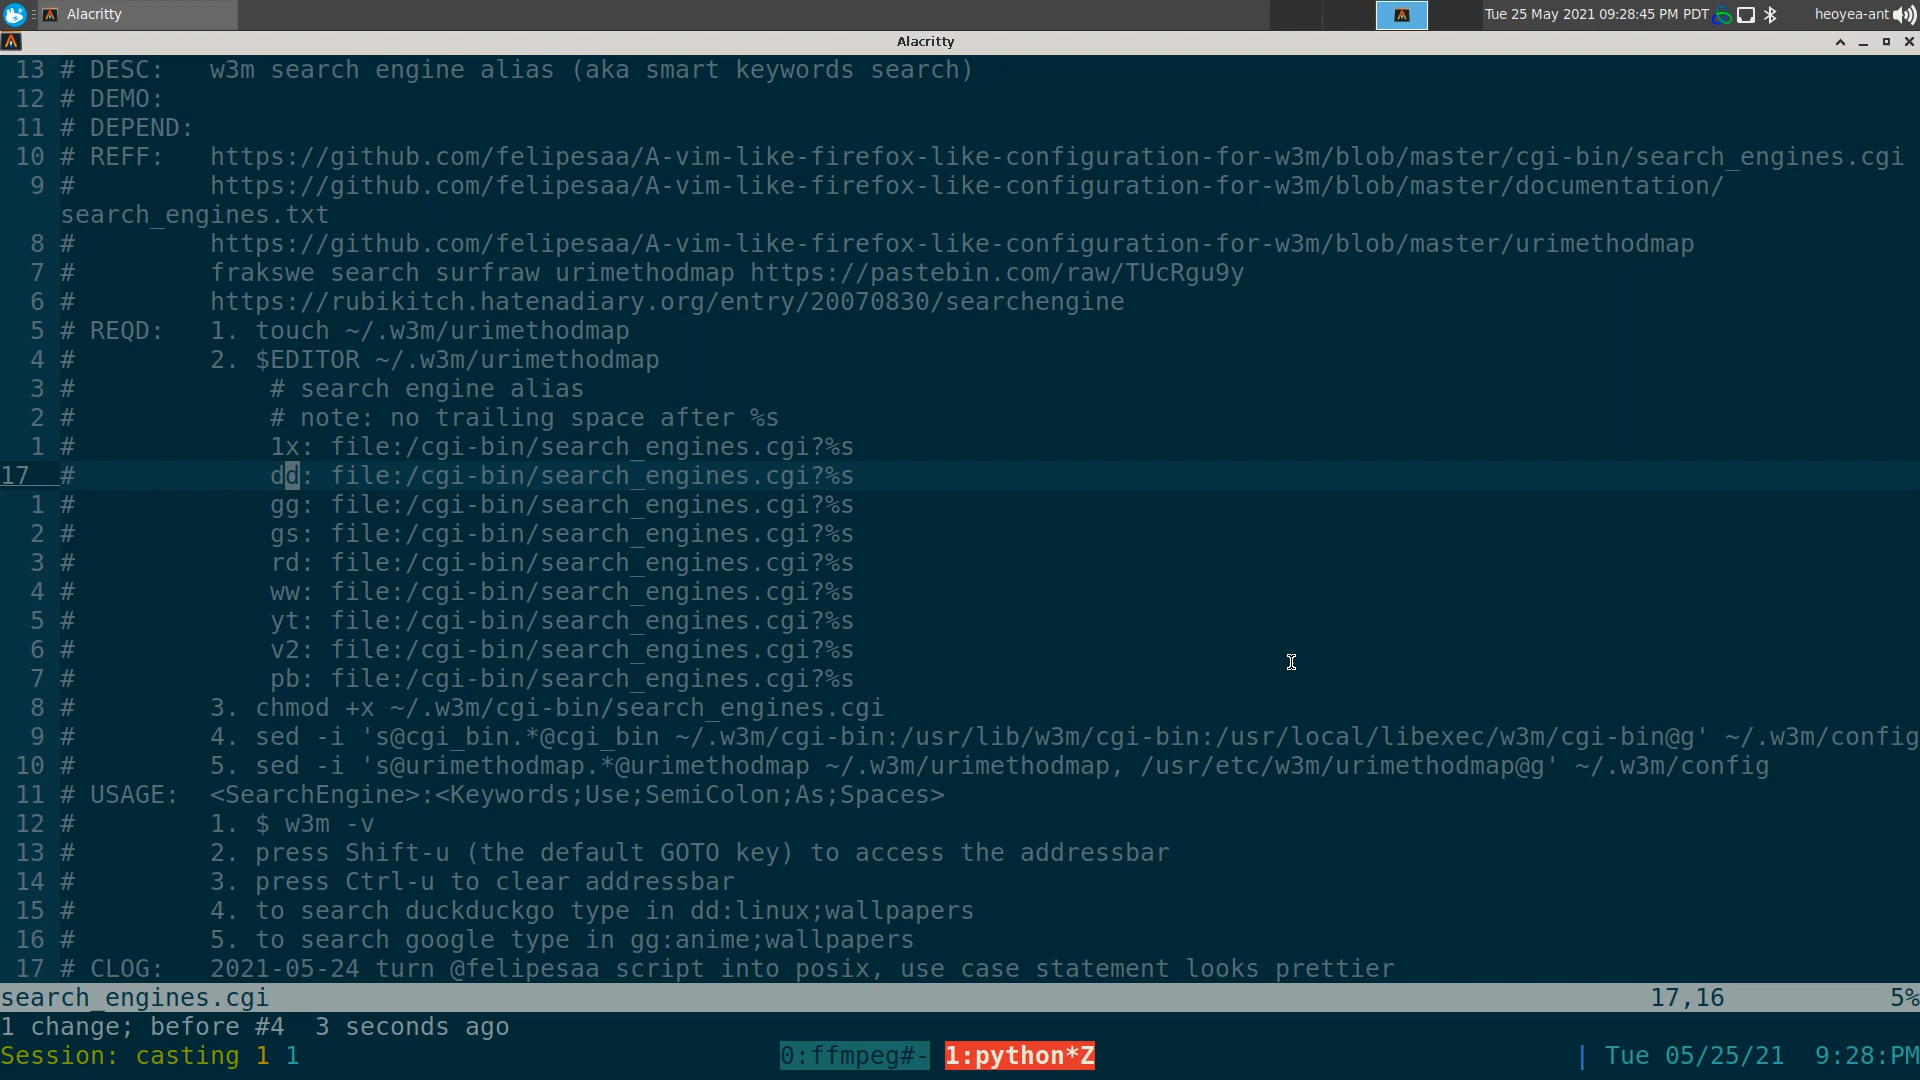 Alacritty
Tue 25 May 2021 09:28:45 PM PDT
heoyea-ant
Alacritty
13 # DESC:   w3m search engine alias (aka smart keywords search)
12 # DEMO:
11 # DEPEND:
10 # REFF:   https://github.com/felipesaa/A-vim-like-firefox-like-configuration-for-w3m/blob/master/cgi-bin/search_engines.cgi
9 #         https://github.com/felipesaa/A-vim-like-firefox-like-configuration-for-w3m/blob/master/documentation/
search_engines.txt
8 #         https://github.com/felipesaa/A-vim-like-firefox-like-configuration-for-w3m/blob/master/urimethodmap
7 #         frakswe search surfraw urimethodmap https://pastebin.com/raw/TUcRgu9y
6 #         https://rubikitch.hatenadiary.org/entry/20070830/searchengine
5 # REQD:   1. touch ~/.w3m/urimethodmap
4 #         2. $EDITOR ~/.w3m/urimethodmap
3 #             # search engine alias
2 #             # note: no trailing space after %s
1 #             1x: file:/cgi-bin/search_engines.cgi?%s
17 #             dd: file:/cgi-bin/search_engines.cgi?%s
1 #             gg: file:/cgi-bin/search_engines.cgi?%s
2 #             gs: file:/cgi-bin/search_engines.cgi?%s
3 #             rd: file:/cgi-bin/search_engines.cgi?%s
4 #             ww: file:/cgi-bin/search_engines.cgi?%s
5 #             yt: file:/cgi-bin/search_engines.cgi?%s
6 #             v2: file:/cgi-bin/search_engines.cgi?%s
7 #             pb: file:/cgi-bin/search_engines.cgi?%s
8 #         3. chmod +x ~/.w3m/cgi-bin/search_engines.cgi
9 #         4. sed -i 's@cgi_bin.*@cgi_bin ~/.w3m/cgi-bin:/usr/lib/w3m/cgi-bin:/usr/local/libexec/w3m/cgi-bin@g' ~/.w3m/config
10 #         5. sed -i 's@urimethodmap.*@urimethodmap ~/.w3m/urimethodmap, /usr/etc/w3m/urimethodmap@g' ~/.w3m/config
11 # USAGE:  <SearchEngine>:<Keywords;Use;SemiColon;As;Spaces>
12 #         1. $ w3m -v
13 #         2. press Shift-u (the default GOTO key) to access the addressbar
14 #         3. press Ctrl-u to clear addressbar
15 #         4. to search duckduckgo type in dd:linux;wallpapers
16 #         5. to search google type in gg:anime;wallpapers
17 # CLOG:   2021-05-24 turn @felipesaa script into posix, use case statement looks prettier
search_engines.cgi 17,16 5%
1 change; before #4  3 seconds ago
Session: casting 1 1 0:ffmpeg#- 1:python*Z | Tue 05/25/21  9:28:PM